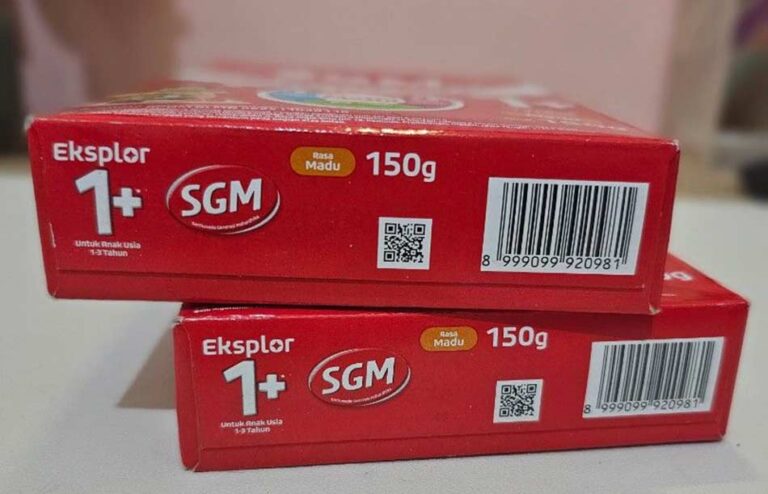 Eksplor
1+
Untuk Anak Usia
1-3 Tahun
SGM
Rasa
Madu
150g
8 999099 920981
Eksplor
1+
Untuk Anak Usia
1-3 Tahun
SGM
Rasa
Madu
150g
8 999099 920981